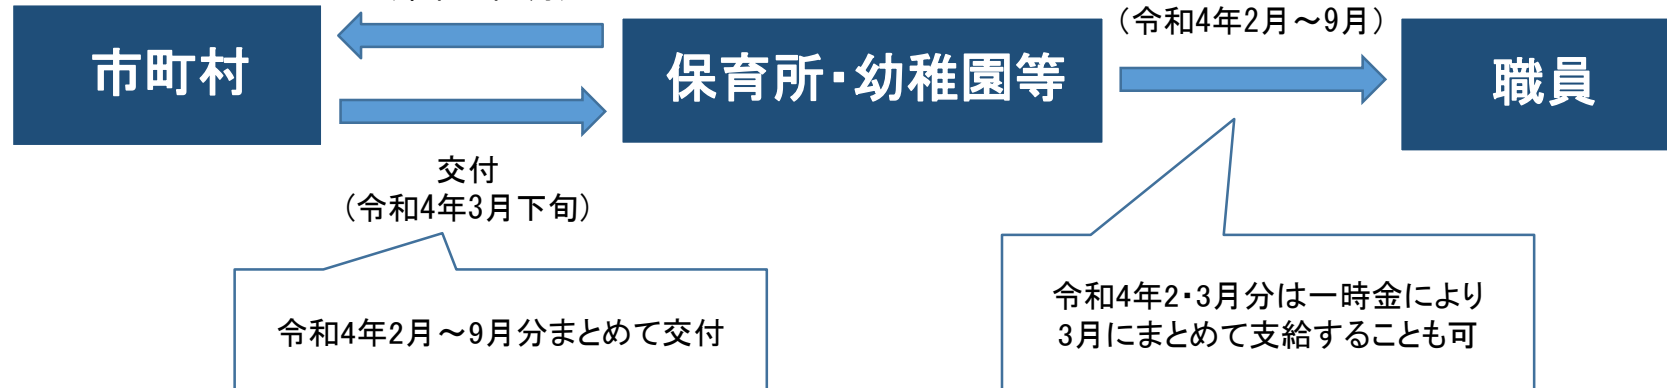 (令和4年2月～9月)
市町村
保育所・幼稚園等
職員
交付
(令和4年3月下旬)
令和4年2月～9月分まとめて交付
令和4年2・3月分は一時金により
3月にまとめて支給することも可